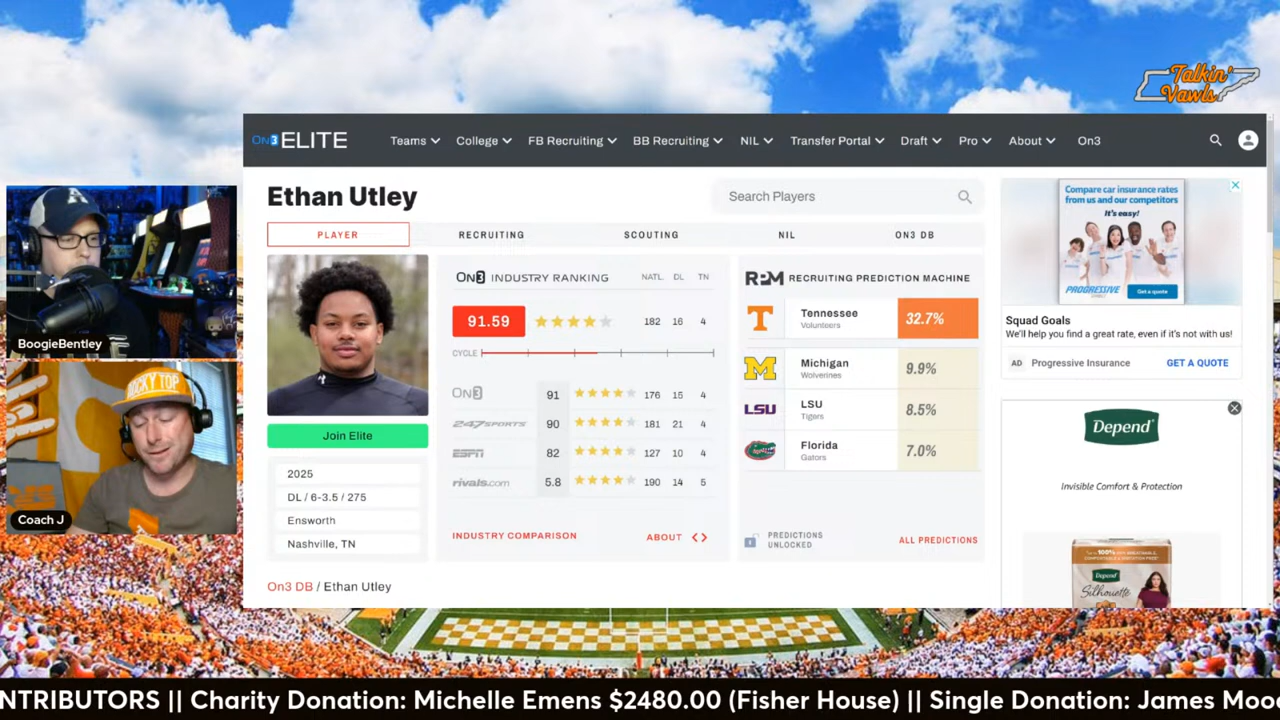 Talkin'
Vawls
On3 ELITE
Teams College FB Recruiting BB Recruiting NIL Transfer Portal Draft Pro About On3
Ethan Utley
Search Players
PLAYER RECRUITING SCOUTING NIL ON3 DB
Join Elite
2025
DL / 6-3.5 / 275
Ensworth
Nashville, TN
On3 INDUSTRY RANKING NATL. DL TN
91.59 182 16 4
CYCLE
On3 91 176 15 4
247SPORTS 90 181 21 4
ESPN 82 127 10 4
rivals.com 5.8 190 14 5
INDUSTRY COMPARISON ABOUT
RPM RECRUITING PREDICTION MACHINE
T Tennessee 32.7%
Volunteers
M Michigan 9.9%
Wolverines
LSU LSU 8.5%
Tigers
Florida 7.0%
Gators
PREDICTIONS
UNLOCKED
ALL PREDICTIONS
On3 DB / Ethan Utley
Compare car insurance rates
from us and our competitors
It's easy!
PROGRESSIVE
Get a quote
Squad Goals
We'll help you find a great rate, even if it's not with us!
AD Progressive Insurance GET A QUOTE
Depend
Invisible Comfort & Protection
Depend
Silhouette
A
BoogieBentley
ROCKY TOP
Coach J
NTRIBUTORS || Charity Donation: Michelle Emens $2480.00 (Fisher House) || Single Donation: James Moo